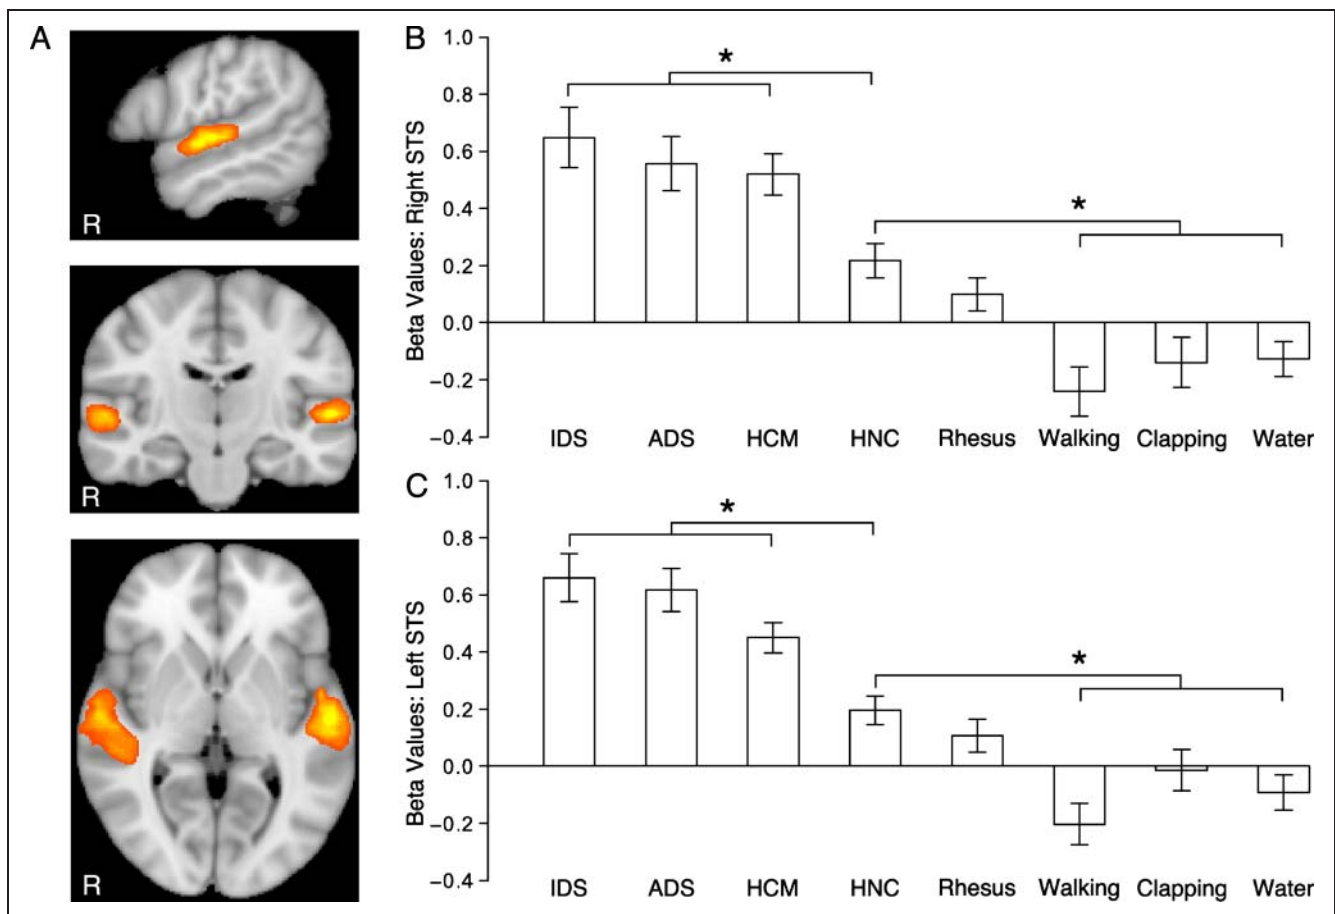 A
R
R
R
B
Beta Values: Right STS
1.0
0.8
0.6
0.4
0.2
0.0
−0.2
−0.4
*
*
IDS ADS HCM HNC Rhesus Walking Clapping Water
C
Beta Values: Left STS
1.0
0.8
0.6
0.4
0.2
0.0
−0.2
−0.4
*
*
IDS ADS HCM HNC Rhesus Walking Clapping Water